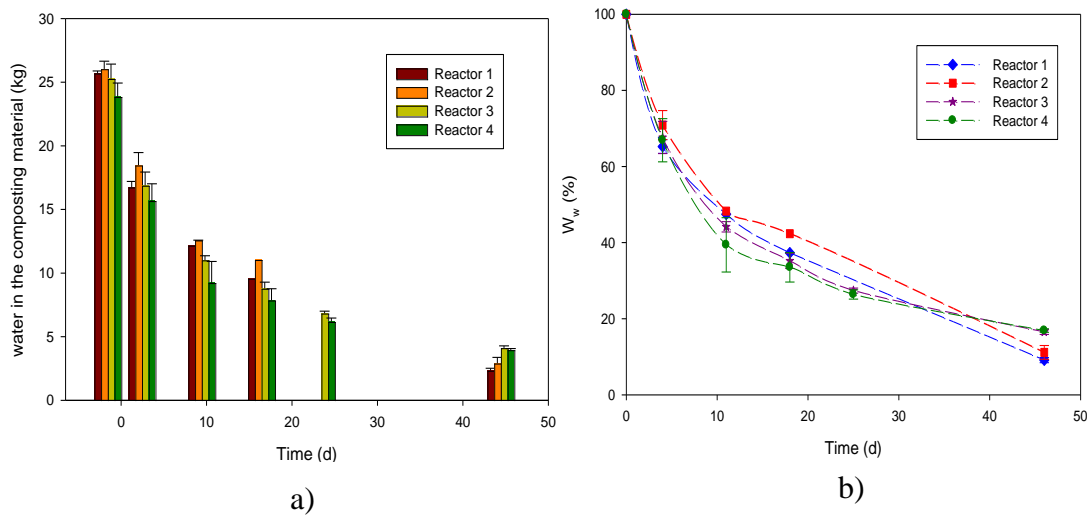 30
25
20
15
10
5
0
water in the composting material (kg)
Reactor 1
Reactor 2
Reactor 3
Reactor 4
0 10 20 30 40 50
Time (d)
a)
100
80
60
40
20
0
W_w (%)
Reactor 1
Reactor 2
Reactor 3
Reactor 4
0 10 20 30 40 50
Time (d)
b)